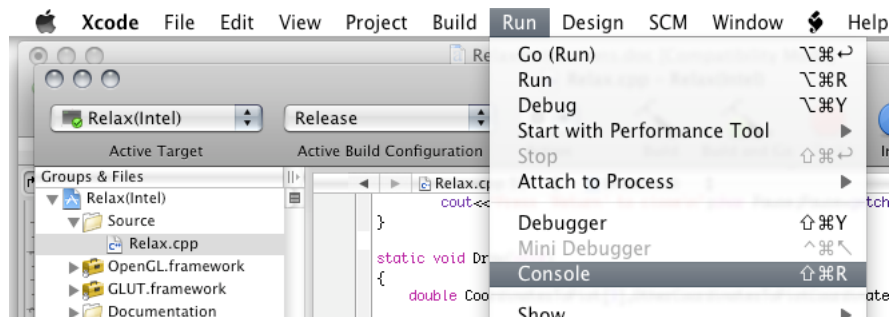 Xcode File Edit View Project Build Run Design SCM Window Help
Go (Run) ⌥⌘↩
Run ⌥⌘R
Debug ⌥⌘Y
Start with Performance Tool ▶
Stop ⇧⌘↩
Attach to Process ▶
Debugger ⇧⌘Y
Mini Debugger ^⌘↖
Console ⇧⌘R
Show ▶
Relax(Intel)
Release
Active Target
Active Build Configuration
Groups & Files
Relax(Intel)
Source
Relax.cpp
OpenGL.framework
GLUT.framework
Documentation
Relax.cp
cout<<
}
static void Dr
{
double Coo